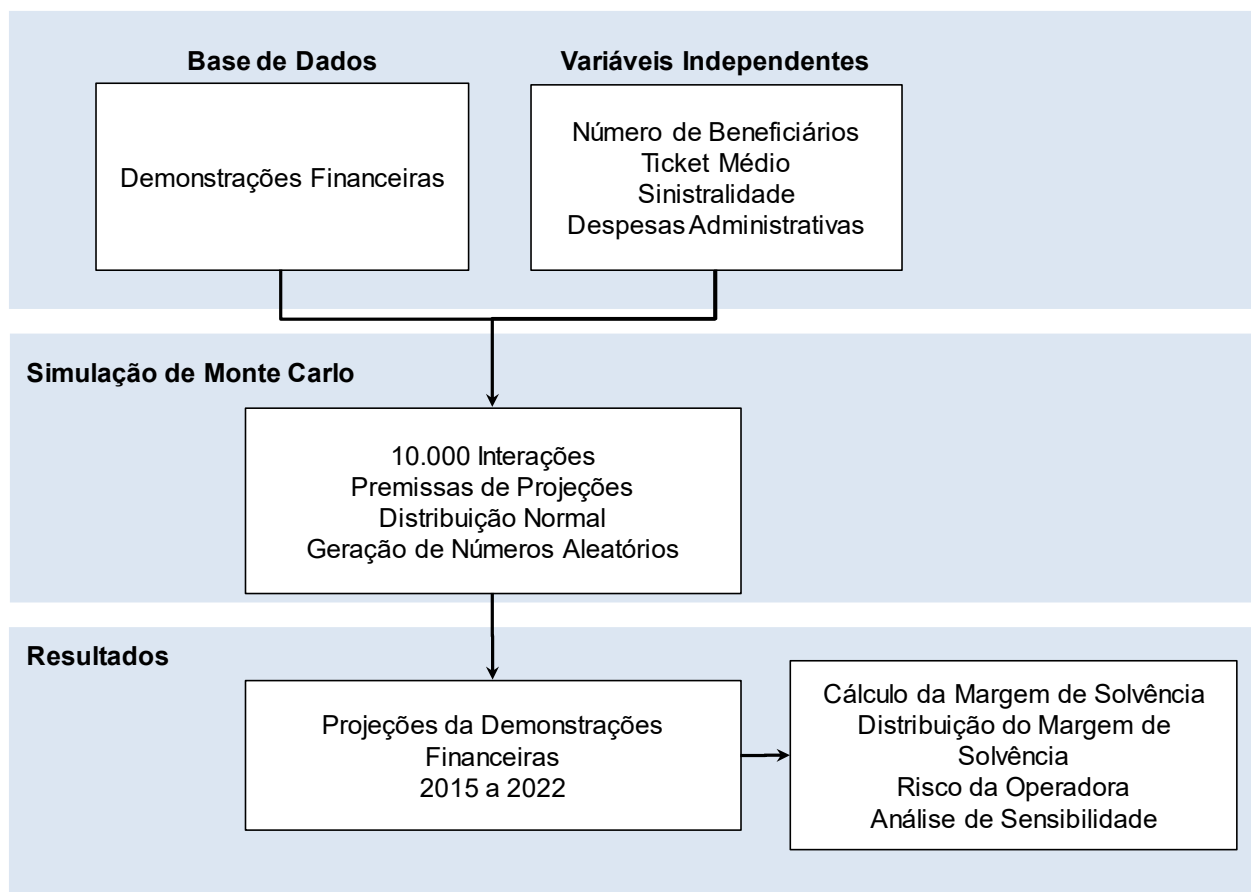 Base de Dados
Variáveis Independentes
Demonstrações Financeiras
Número de Beneficiários
Ticket Médio
Sinistralidade
Despesas Administrativas
Simulação de Monte Carlo
10.000 Interações
Premissas de Projeções
Distribuição Normal
Geração de Números Aleatórios
Resultados
Projeções da Demonstrações
Financeiras
2015 a 2022
Cálculo da Margem de Solvência
Distribuição do Margem de
Solvência
Risco da Operadora
Análise de Sensibilidade